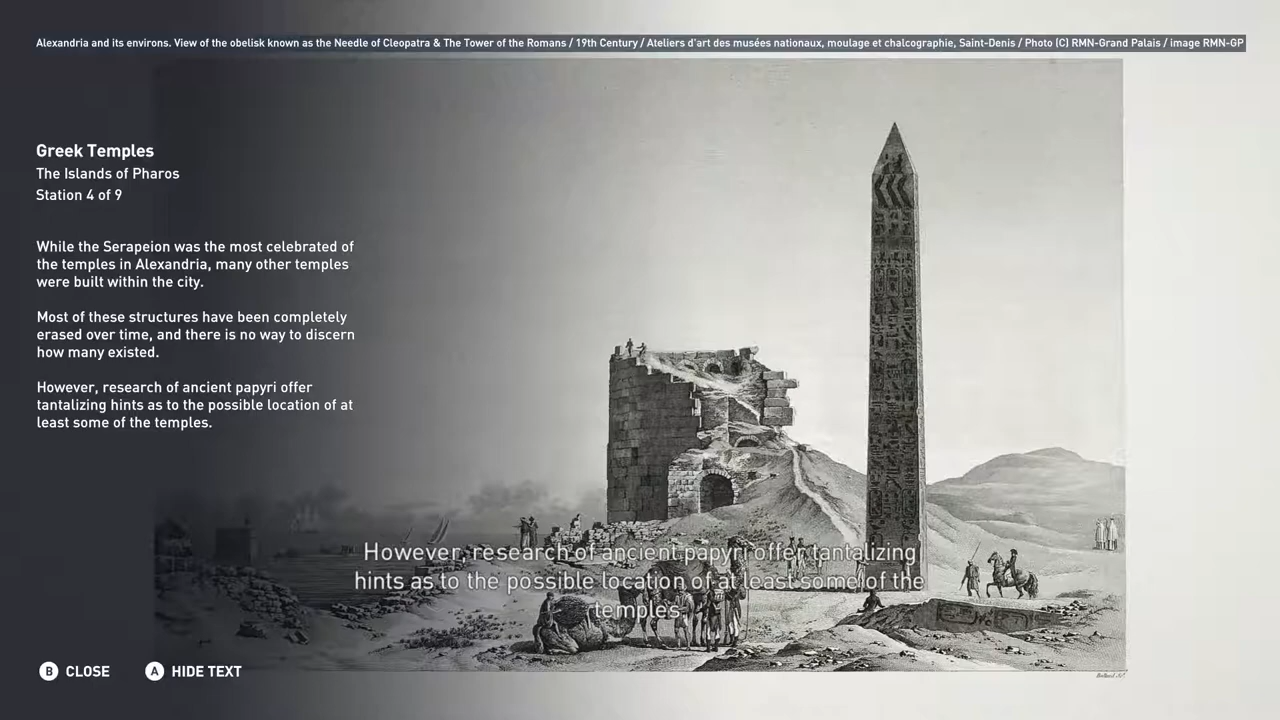 Alexandria and its environs. View of the obelisk known as the Needle of Cleopatra & The Tower of the Romans / 19th Century / Ateliers d'art des musées nationaux, moulage et chalcographie, Saint-Denis / Photo (C) RMN-Grand Palais / image RMN-GP
Greek Temples
The Islands of Pharos
Station 4 of 9
While the Serapeion was the most celebrated of
the temples in Alexandria, many other temples
were built within the city.
Most of these structures have been completely
erased over time, and there is no way to discern
how many existed.
However, research of ancient papyri offer
tantalizing hints as to the possible location of at
least some of the temples.
However, research of ancient papyri offer tantalizing
hints as to the possible location of at least some of the
temples.
B CLOSE
A HIDE TEXT